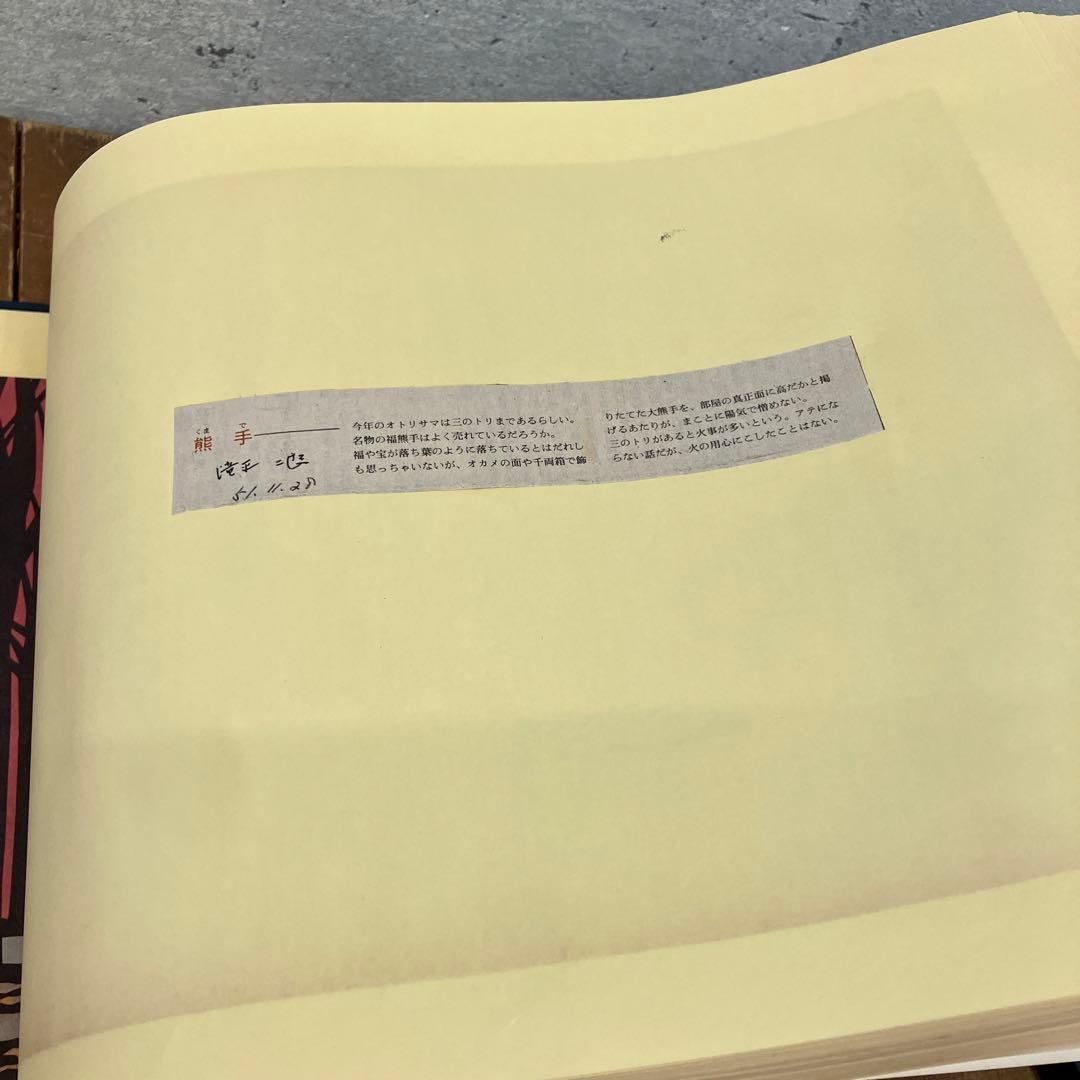 くま で
熊 手
滝平 二郎
51.11.28
今年のオトリサマは三のトリまであるらしい。
名物の福熊手はよく売れているだろうか。
福や宝が落ち葉のように落ちているとはだれし
も思っちゃいないが、オカメの面や千両箱で飾
りたてた大熊手を、部屋の真正面に高だかと掲
げるあたりが、まことに陽気で憎めない。
三のトリがあると火事が多いという。アテにな
らない話だが、火の用心にこしたことはない。